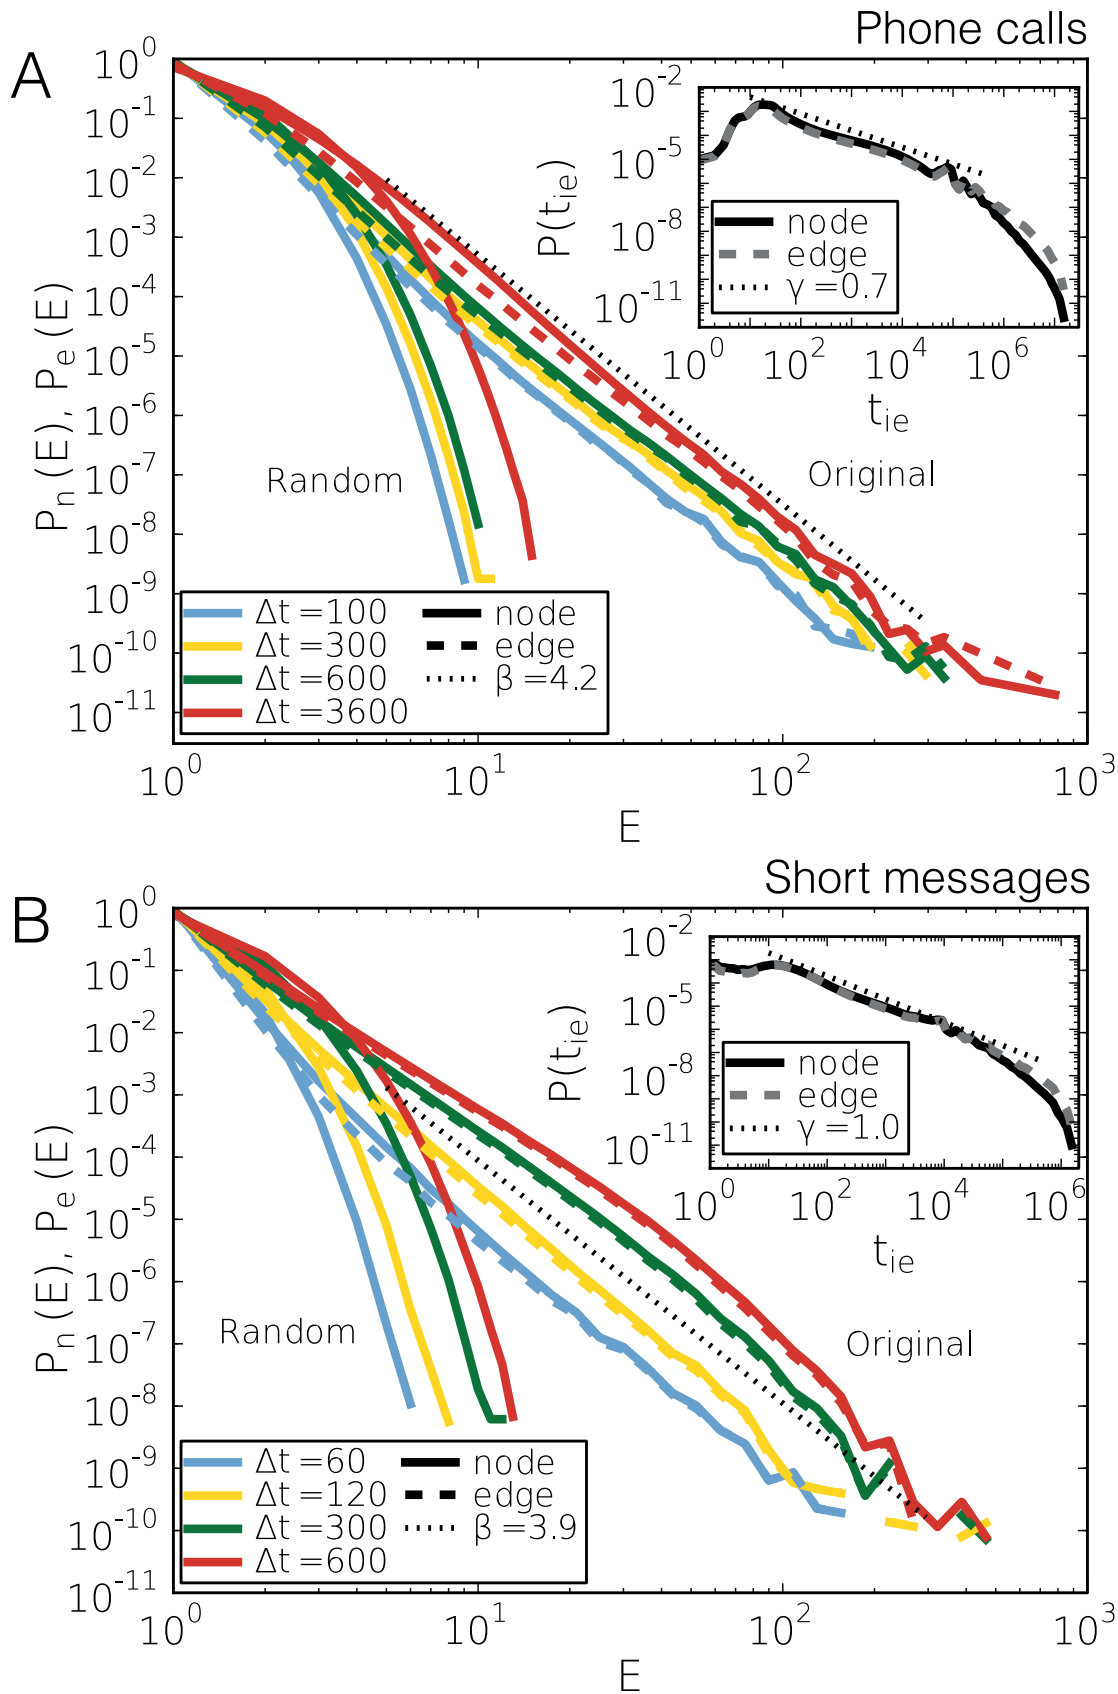 Phone calls
A
10^0
10^-1
10^-2
10^-3
10^-4
10^-5
10^-6
10^-7
10^-8
10^-9
10^-10
10^-11
P_n(E), P_e(E)
10^0 10^1 10^2 10^3
E
Random
Original
Δt=100
Δt=300
Δt=600
Δt=3600
node
edge
β=4.2
10^-2
10^-5
10^-8
10^-11
P(t_ie)
node
edge
γ=0.7
10^0 10^2 10^4 10^6
t_ie
Short messages
B
10^0
10^-1
10^-2
10^-3
10^-4
10^-5
10^-6
10^-7
10^-8
10^-9
10^-10
10^-11
P_n(E), P_e(E)
10^0 10^1 10^2 10^3
E
Random
Original
Δt=60
Δt=120
Δt=300
Δt=600
node
edge
β=3.9
10^-2
10^-5
10^-8
10^-11
P(t_ie)
node
edge
γ=1.0
10^0 10^2 10^4 10^6
t_ie